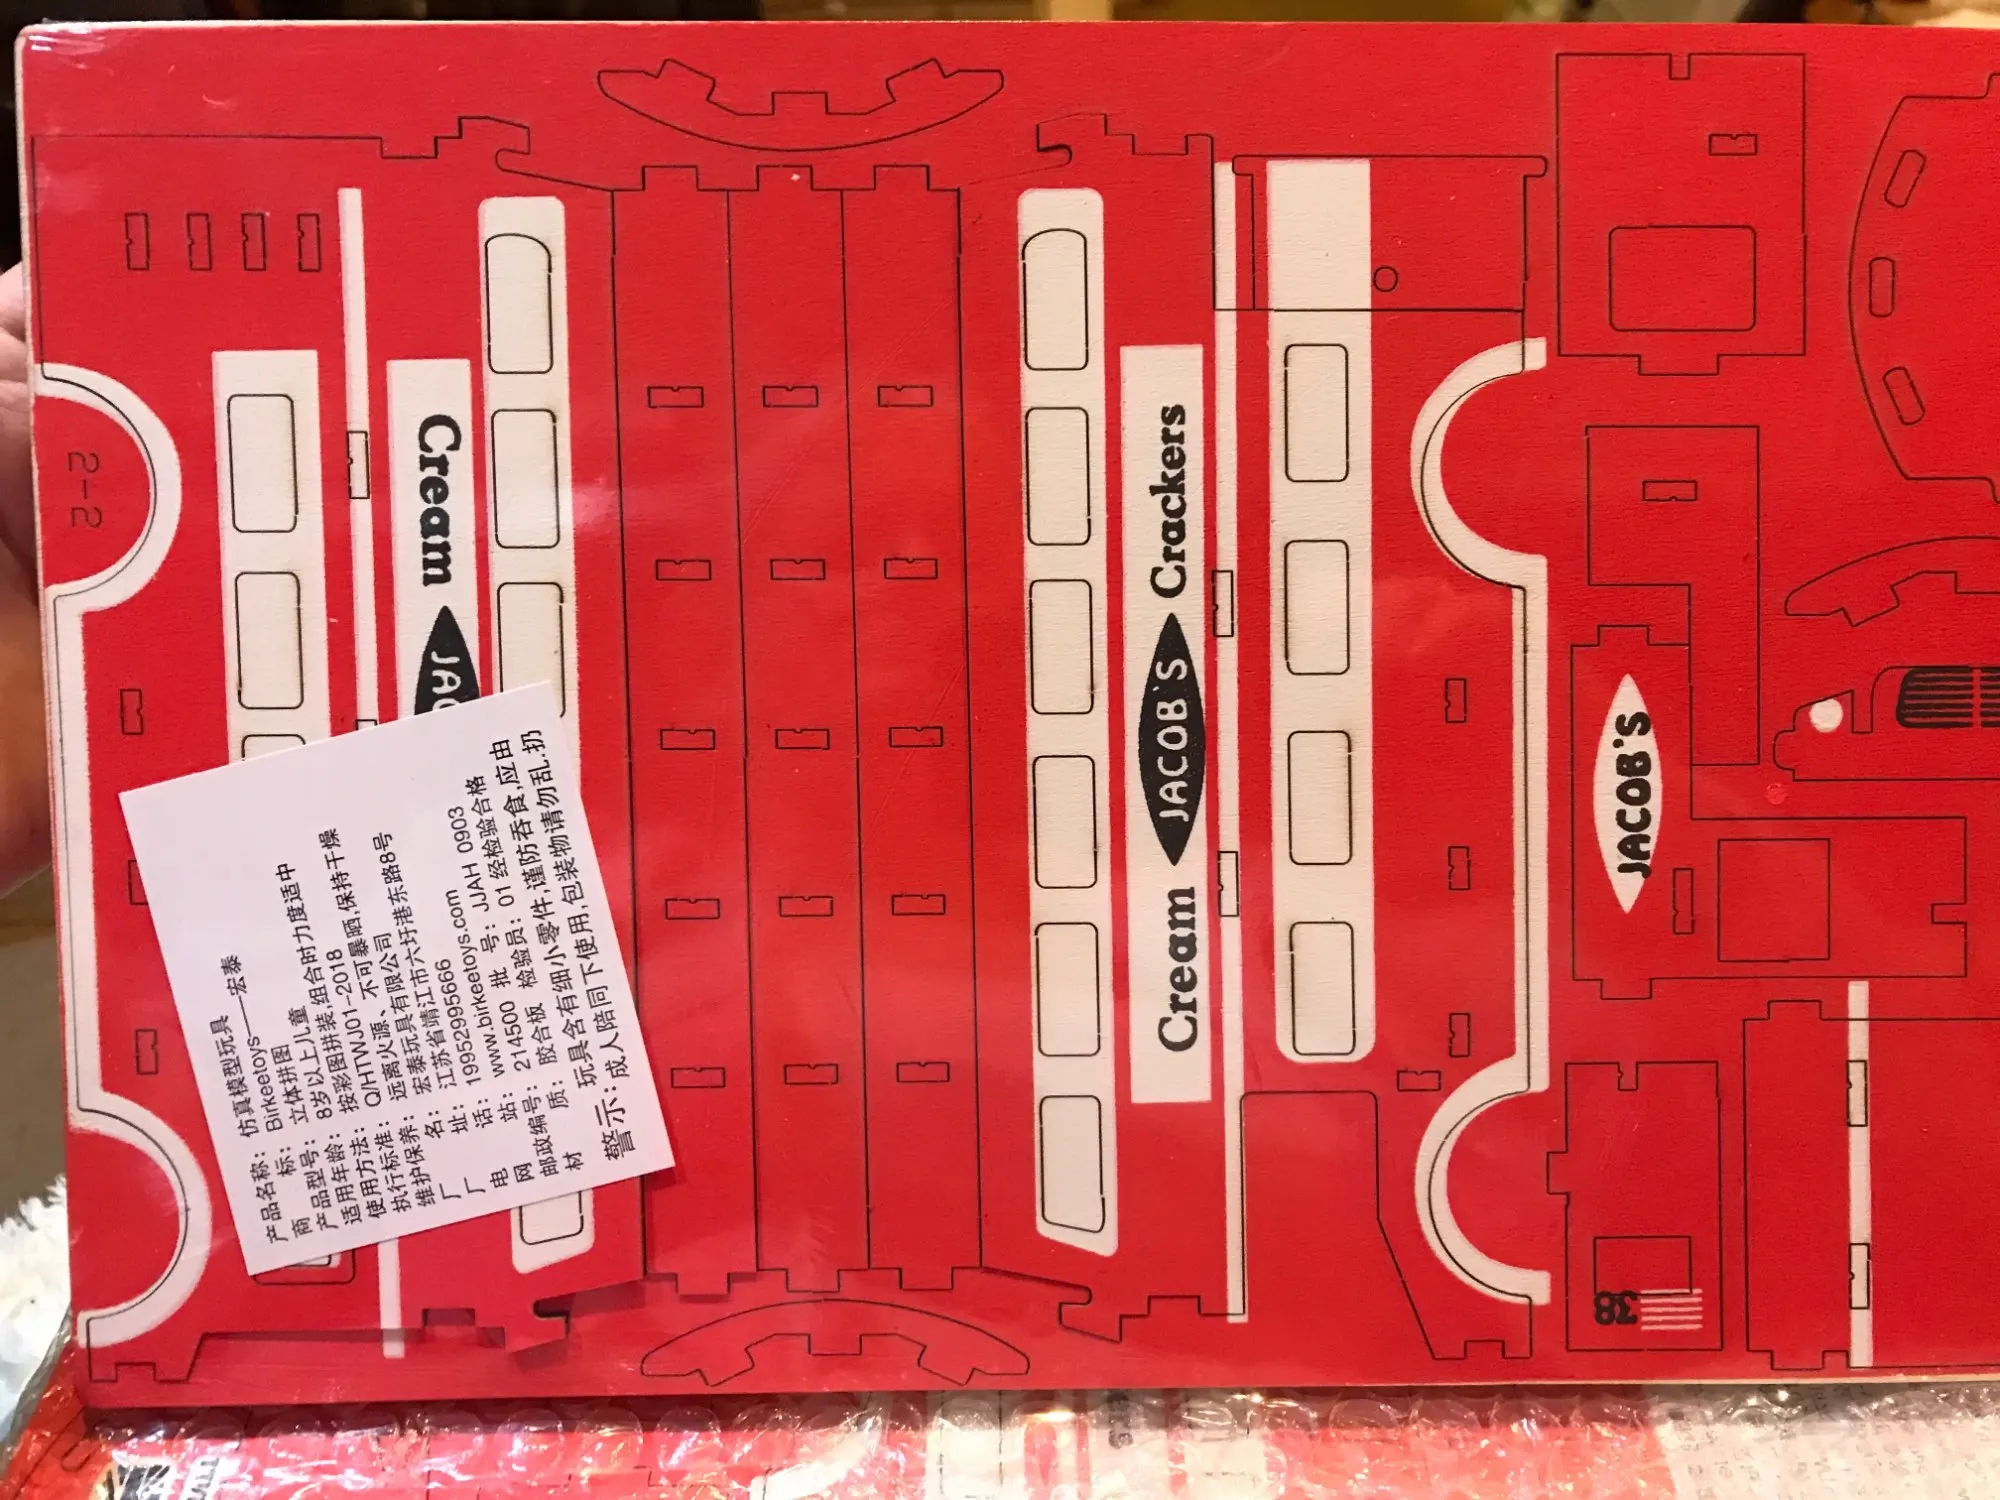 2-2
Cream JAC
Cream JACOB'S Crackers
JACOB'S
38
产品名称: 仿真模型玩具
商 标: Birkeetoys——宏泰
产品型号: 立体拼图
适用年龄: 8岁以上儿童
使用方法: 按彩图拼装,组合时力度适中
执行标准: Q/HTWJ01-2018
维护保养: 远离火源、不可暴晒,保持干燥
厂 名: 宏泰玩具有限公司
厂 址: 江苏省靖江市六圩港东路8号
电 话: 19952995666
网 站: www.birkeetoys.com
邮政编号: 214500 批 号: JJAH 0903
材 质: 胶合板 检验员: 01 经检验合格
警示: 玩具含有细小零件,谨防吞食,应由
成人陪同下使用,包装物请勿乱.扔